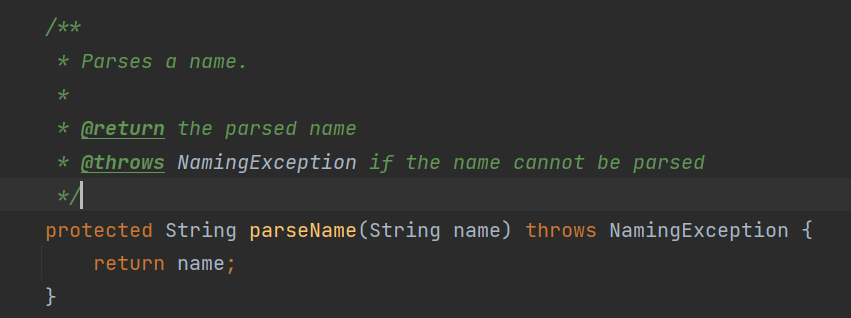 /**
 * Parses a name.
 *
 * @return the parsed name
 * @throws NamingException if the name cannot be parsed
 */
protected String parseName(String name) throws NamingException {
    return name;
}